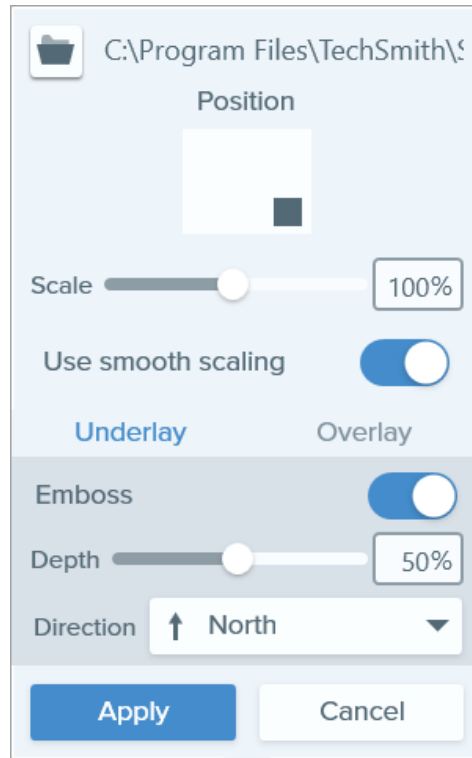 C:\Program Files\TechSmith\S
Position
Scale 100%
Use smooth scaling
Underlay Overlay
Emboss
Depth 50%
Direction North
Apply Cancel